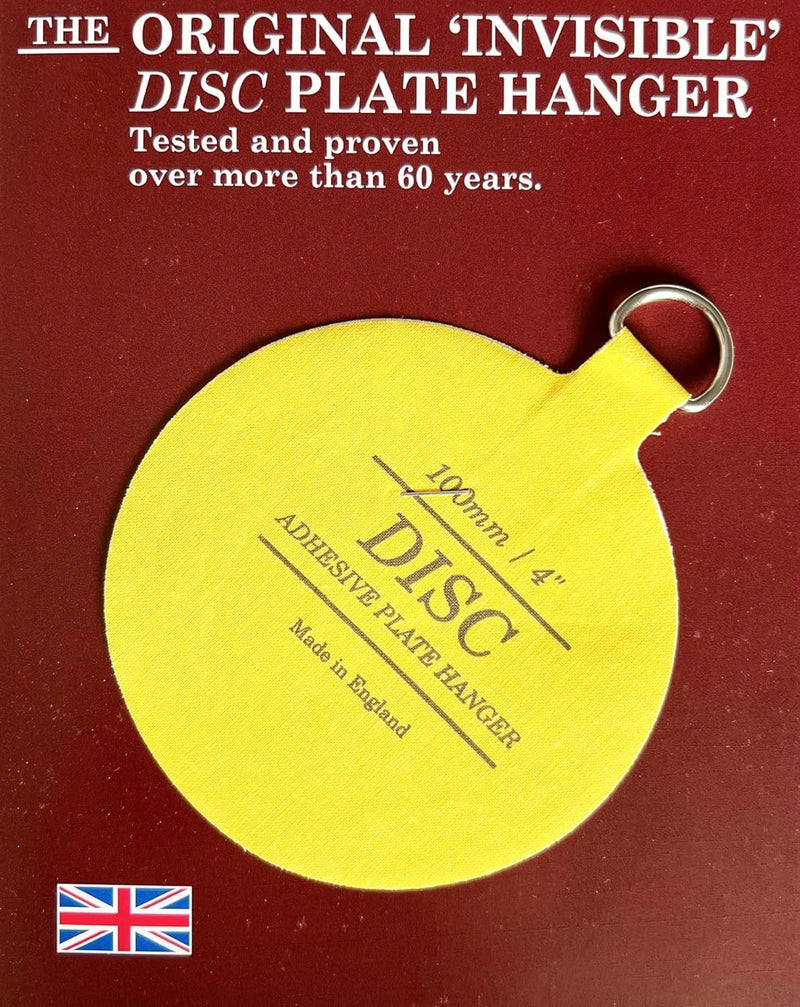 THE ORIGINAL ‘INVISIBLE’
DISC PLATE HANGER
Tested and proven
over more than 60 years.
100mm / 4"
DISC
ADHESIVE PLATE HANGER
Made in England